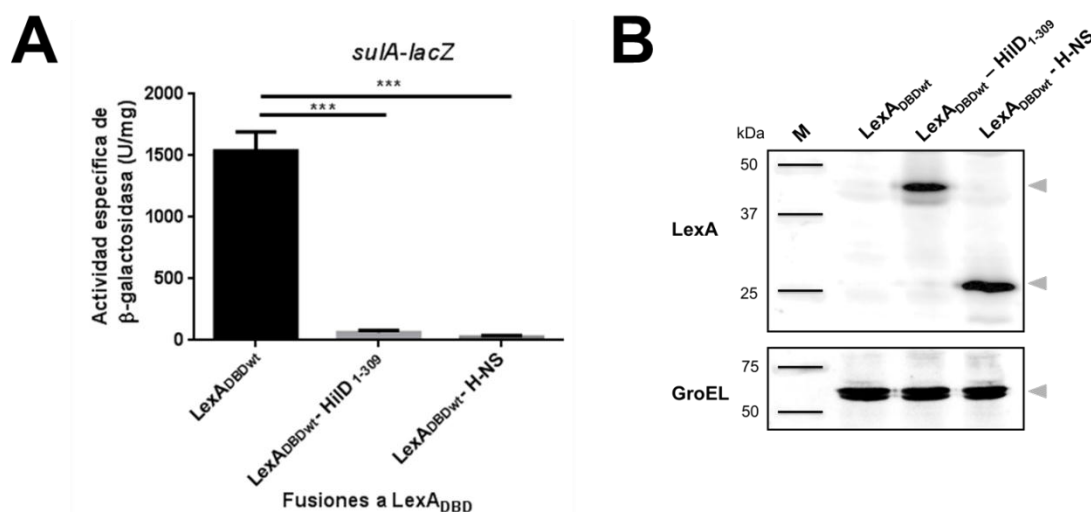 A
sulA-lacZ
***
***
Actividad específica de
β-galactosidasa (U/mg)
2000
1500
1000
500
0
LexADBDwt
LexADBDwt- HilD 1-309
LexADBDwt- H-NS
Fusiones a LexADBD
B
kDa
M
LexADBDwt
LexADBDwt – HilD1-309
LexADBDwt - H-NS
50
37
LexA
25
75
GroEL
50